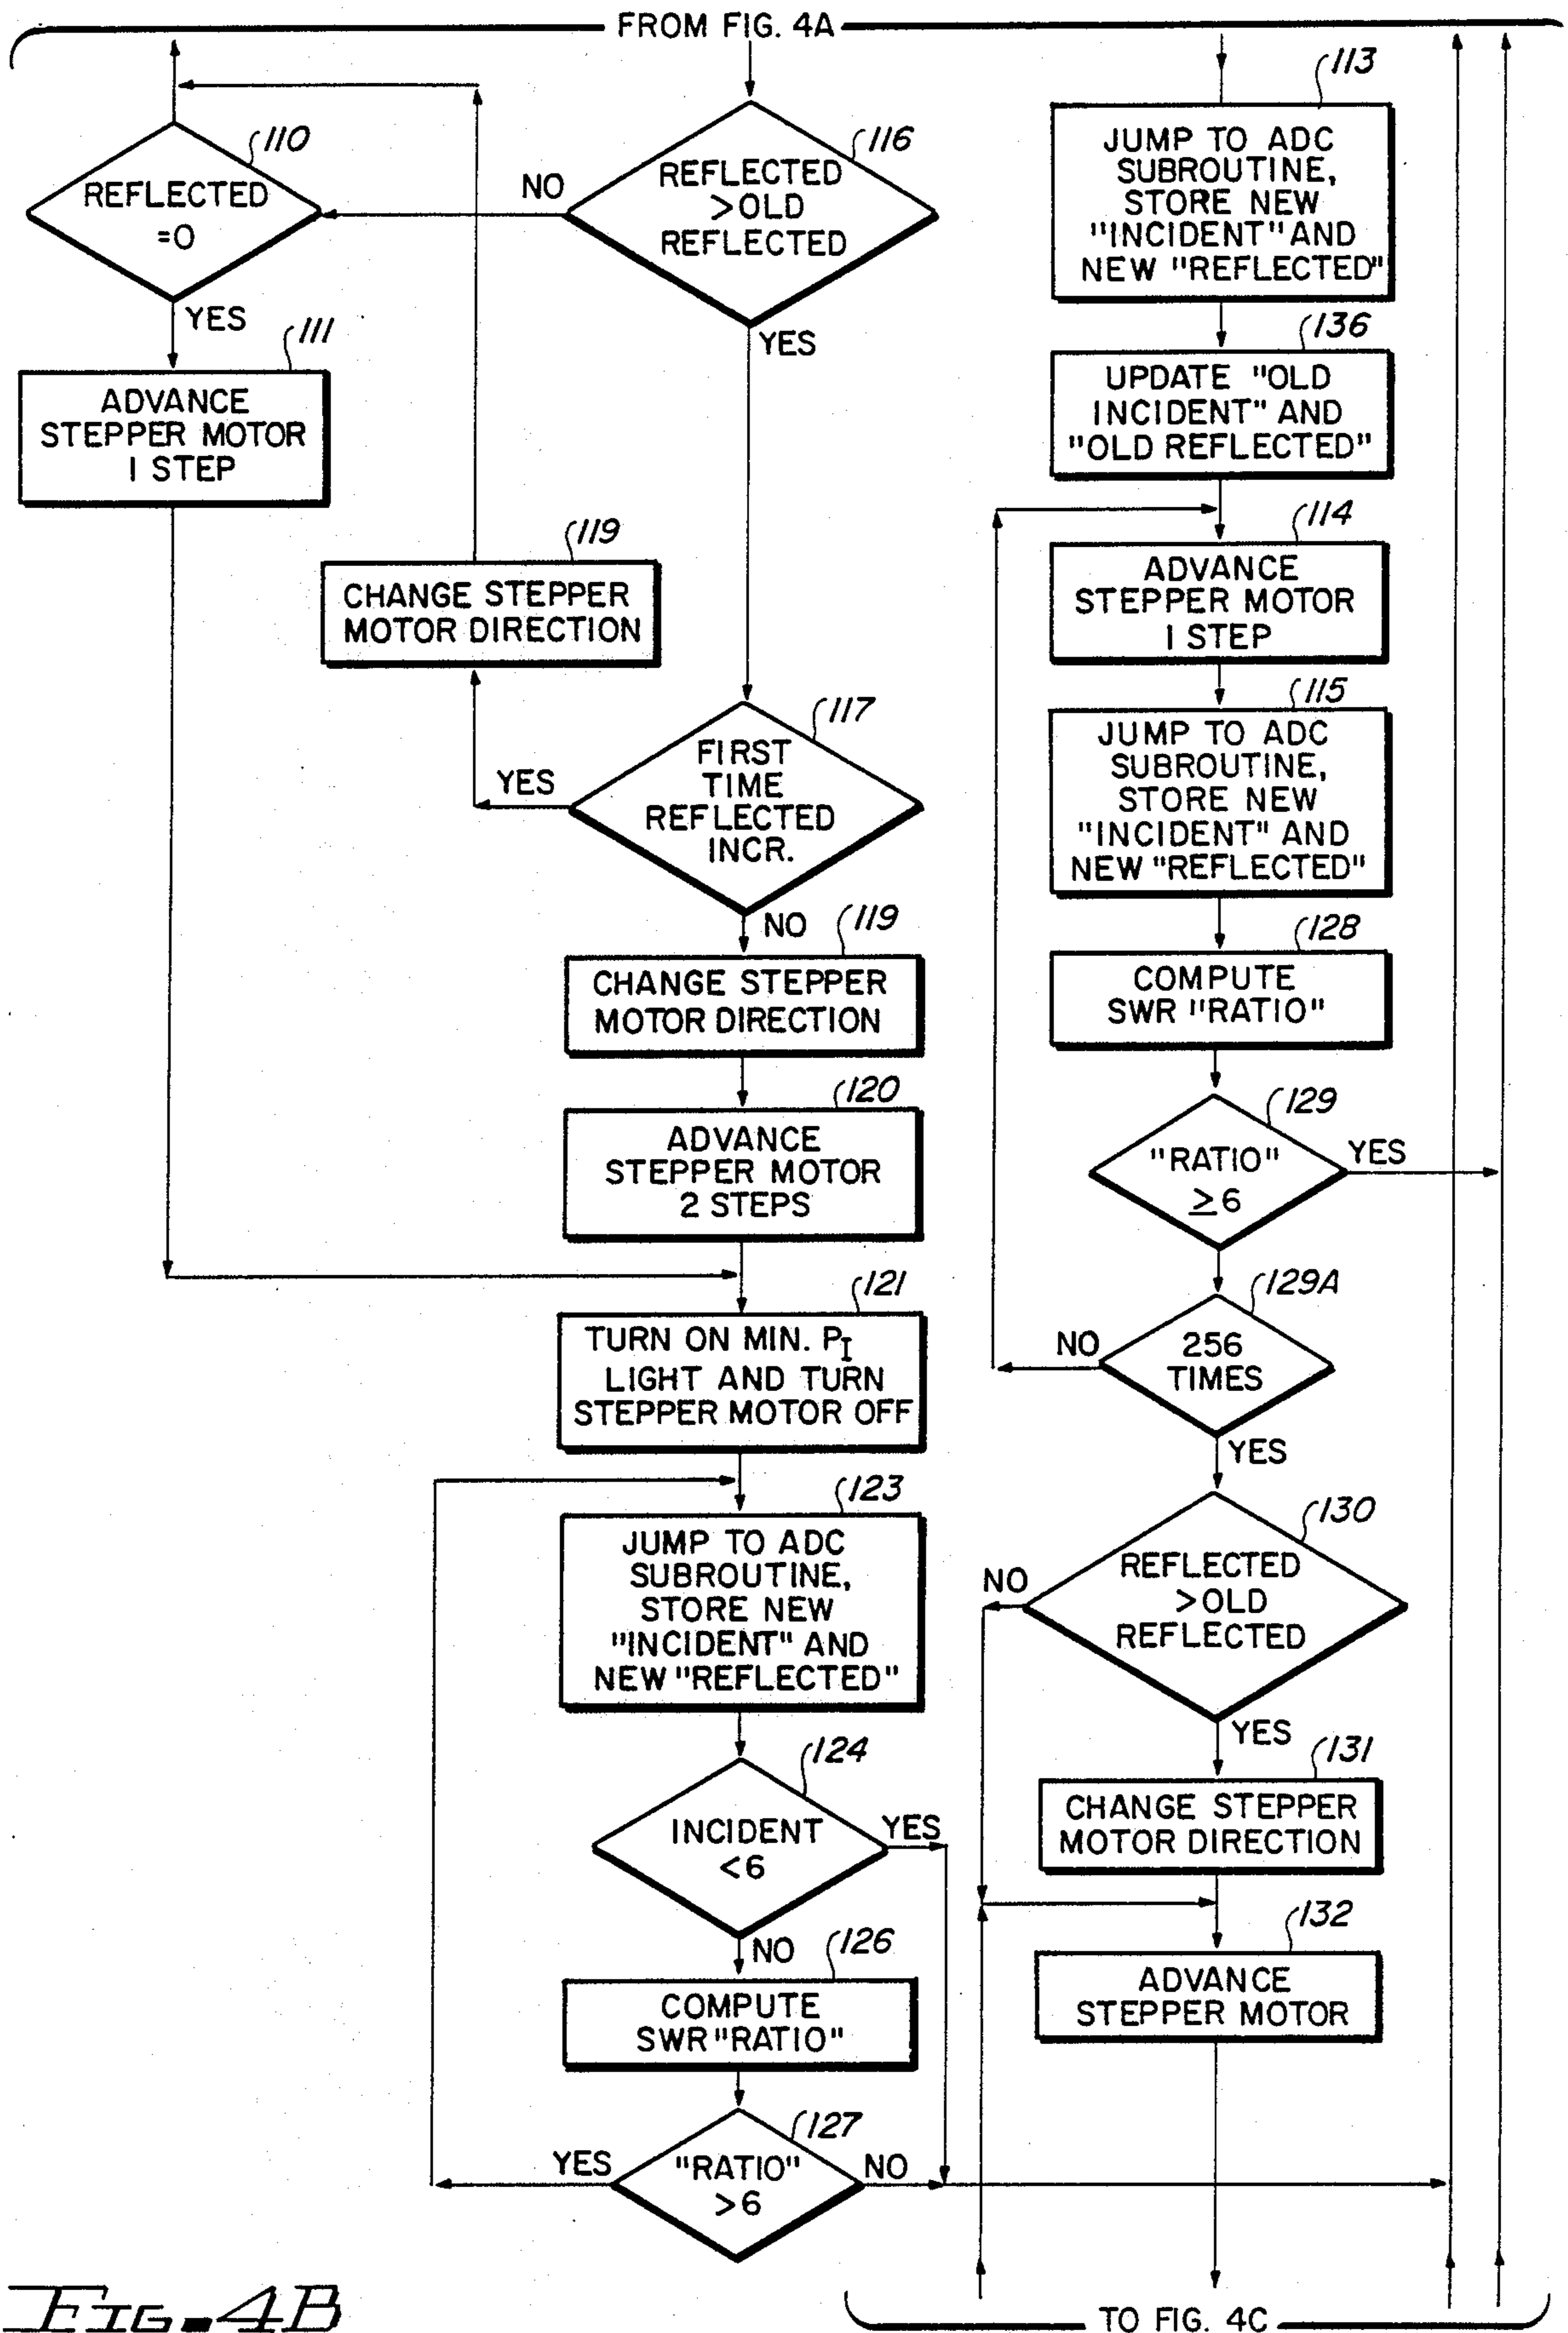 FROM FIG. 4A
110
REFLECTED
=0
YES
111
ADVANCE
STEPPER MOTOR
1 STEP
119
CHANGE STEPPER
MOTOR DIRECTION
116
REFLECTED
>OLD
REFLECTED
NO
YES
117
FIRST
TIME
REFLECTED
INCR.
YES
NO
119
CHANGE STEPPER
MOTOR DIRECTION
120
ADVANCE
STEPPER MOTOR
2 STEPS
121
TURN ON MIN. PI
LIGHT AND TURN
STEPPER MOTOR OFF
123
JUMP TO ADC
SUBROUTINE,
STORE NEW
"INCIDENT" AND
NEW "REFLECTED"
124
INCIDENT
<6
YES
NO
126
COMPUTE
SWR "RATIO"
127
"RATIO"
>6
YES
NO
113
JUMP TO ADC
SUBROUTINE,
STORE NEW
"INCIDENT" AND
NEW "REFLECTED"
136
UPDATE "OLD
INCIDENT" AND
"OLD REFLECTED"
114
ADVANCE
STEPPER MOTOR
1 STEP
115
JUMP TO ADC
SUBROUTINE,
STORE NEW
"INCIDENT" AND
NEW "REFLECTED"
128
COMPUTE
SWR "RATIO"
129
"RATIO"
≥6
YES
129A
256
TIMES
NO
YES
130
REFLECTED
>OLD
REFLECTED
NO
YES
131
CHANGE STEPPER
MOTOR DIRECTION
132
ADVANCE
STEPPER MOTOR
TO FIG. 4C
FIG. 4B